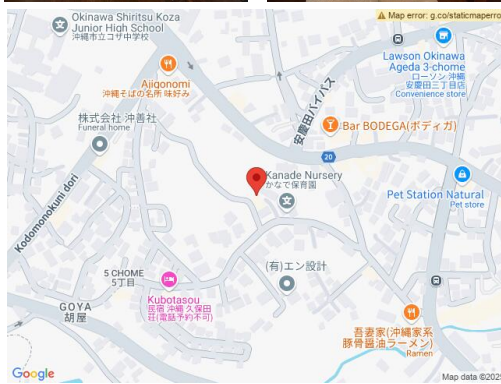 Okinawa Shiritsu Koza
Junior High School
沖縄市立コザ中学校
Map error: g.co/staticmaperro
Lawson Okinawa
Ageda 3-chome
ローソン 沖縄
安慶田三丁目店
Convenience store
Ajigonomi
沖縄そばの名所 味好み
安慶田バイパス
株式会社 沖善社
Funeral home
Bar BODEGA(ボディガ)
20
Kanade Nursery
かなで保育園
Pet Station Natural
Pet store
Kodomonokuni dori
(有)エン設計
5 CHOME
5丁目
Kubotasou
民宿 沖縄 久保田
荘(電話予約不可)
GOYA
胡屋
吾妻家(沖縄家系
豚骨醤油ラーメン)
Ramen
Google
Map data ©2025